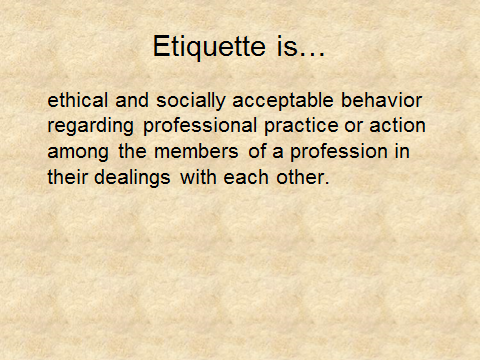 Etiquette is…
ethical and socially acceptable behavior
regarding professional practice or action
among the members of a profession in
their dealings with each other.